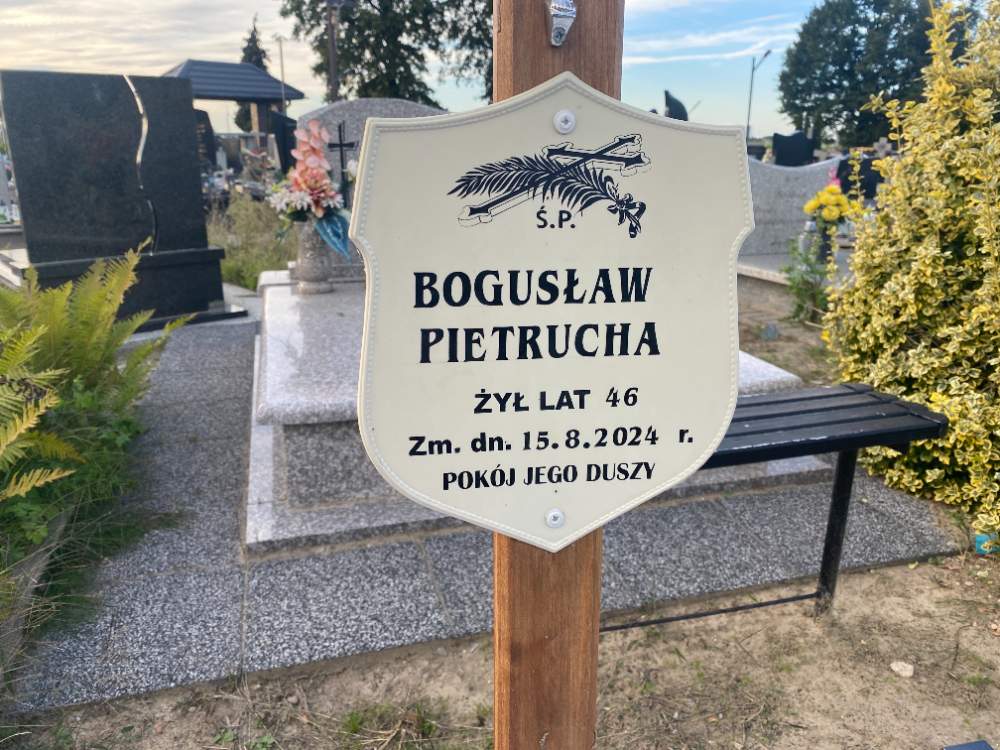 Ś.P.
BOGUSŁAW
PIETRUCHA
ŻYŁ LAT 46
Zm. dn. 15.8.2024 r.
POKÓJ JEGO DUSZY